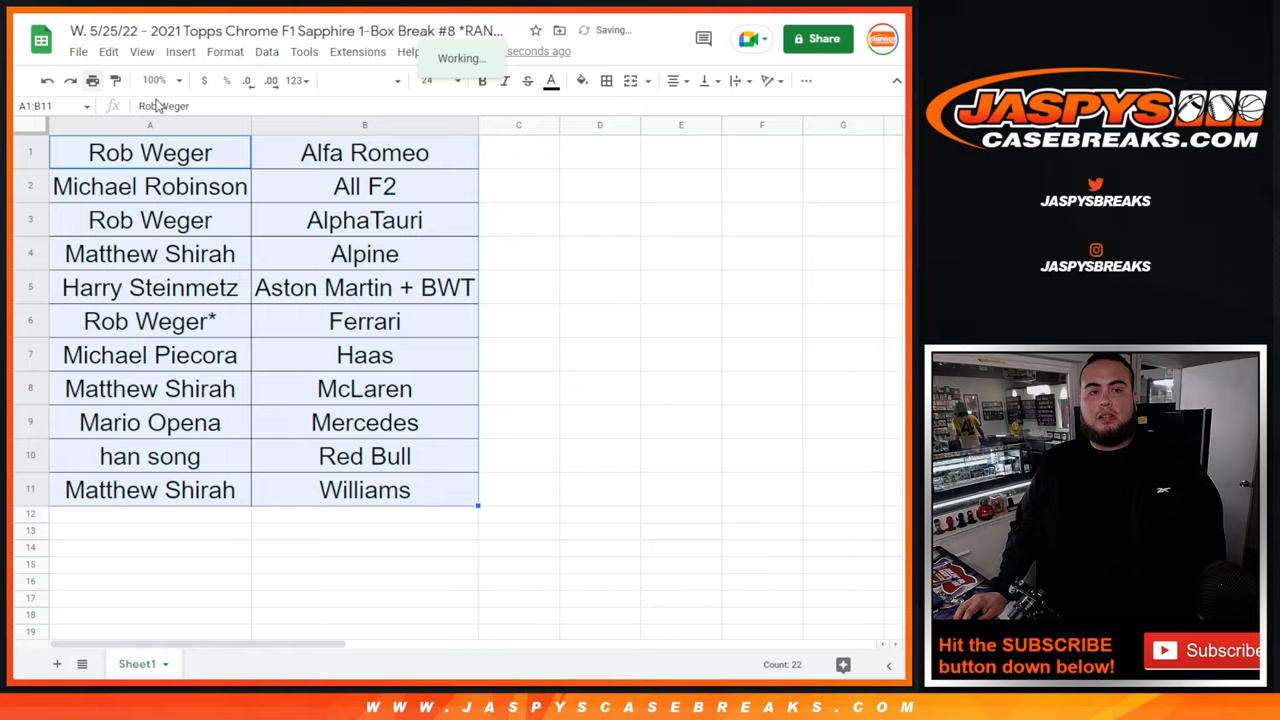 W. 5/25/22 - 2021 Topps Chrome F1 Sapphire 1-Box Break #8 *RAN...
Saving...
Share
File Edit View Insert Format Data Tools Extensions Help
seconds ago
Working...
100% $ % .0 .00 123 24 B I S A
A1:B11 fx Rob Weger
A B C D E F G
1 Rob Weger Alfa Romeo
2 Michael Robinson All F2
3 Rob Weger AlphaTauri
4 Matthew Shirah Alpine
5 Harry Steinmetz Aston Martin + BWT
6 Rob Weger* Ferrari
7 Michael Piecora Haas
8 Matthew Shirah McLaren
9 Mario Opena Mercedes
10 han song Red Bull
11 Matthew Shirah Williams
12
13
14
15
16
17
18
19
Sheet1
Count: 22
JASPYS
CASEBREAKS.COM
JASPYSBREAKS
JASPYSBREAKS
Hit the SUBSCRIBE
button down below!
Subscribe
WWW.JASPYSCASEBREAKS.COM